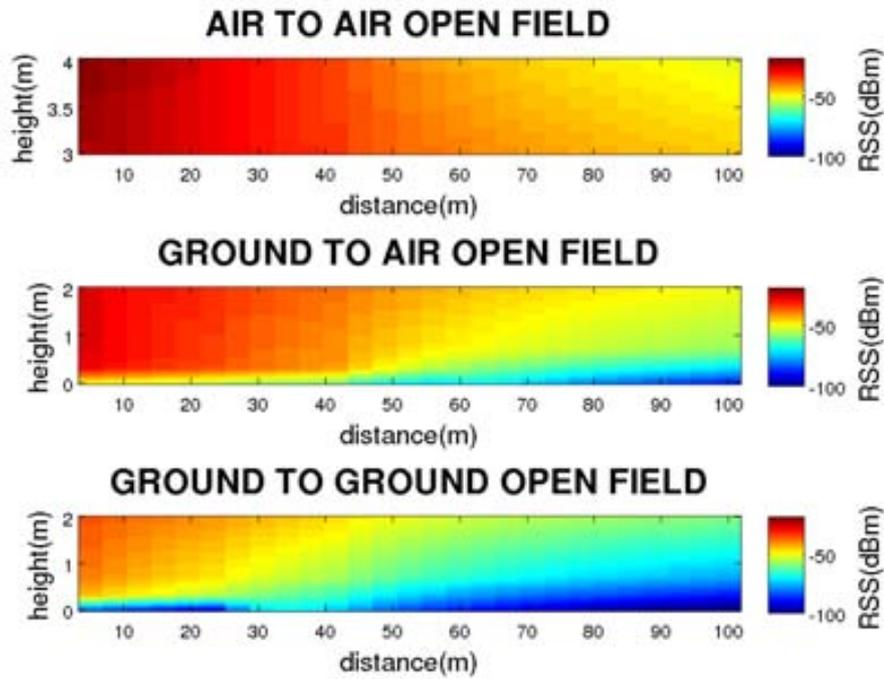 AIR TO AIR OPEN FIELD
4
3.5
3
height(m)
10 20 30 40 50 60 70 80 90 100
distance(m)
-50
-100
RSS(dBm)
GROUND TO AIR OPEN FIELD
2
1
0
height(m)
10 20 30 40 50 60 70 80 90 100
distance(m)
-50
-100
RSS(dBm)
GROUND TO GROUND OPEN FIELD
2
1
0
height(m)
10 20 30 40 50 60 70 80 90 100
distance(m)
-50
-100
RSS(dBm)